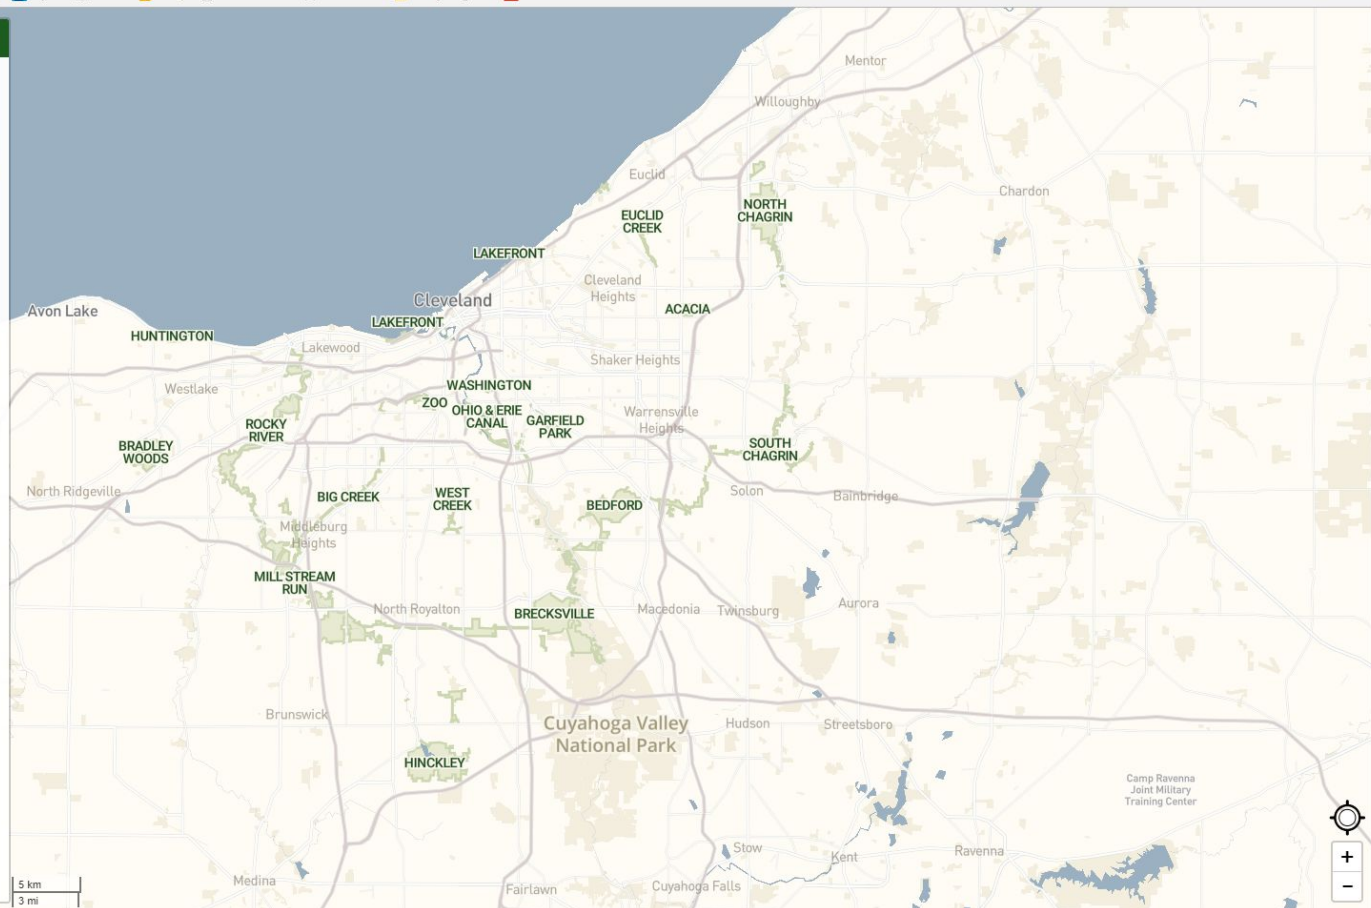 Mentor
Willoughby
Euclid
Chardon
NORTH
CHAGRIN
EUCLID
CREEK
LAKEFRONT
Cleveland
Heights
Cleveland
Avon Lake
ACACIA
LAKEFRONT
HUNTINGTON
Lakewood
Shaker Heights
Westlake
WASHINGTON
ZOO
OHIO & ERIE
CANAL
GARFIELD
PARK
Warrensville
Heights
ROCKY
RIVER
BRADLEY
WOODS
SOUTH
CHAGRIN
North Ridgeville
BIG CREEK
WEST
CREEK
BEDFORD
Solon
Bainbridge
Middleburg
Heights
MILL STREAM
RUN
North Royalton
BRECKSVILLE
Macedonia
Twinsburg
Aurora
Brunswick
Cuyahoga Valley
National Park
Hudson
Streetsboro
HINCKLEY
Camp Ravenna
Joint Military
Training Center
Stow
Kent
Ravenna
Medina
Fairlawn
Cuyahoga Falls
5 km
3 mi
+
−